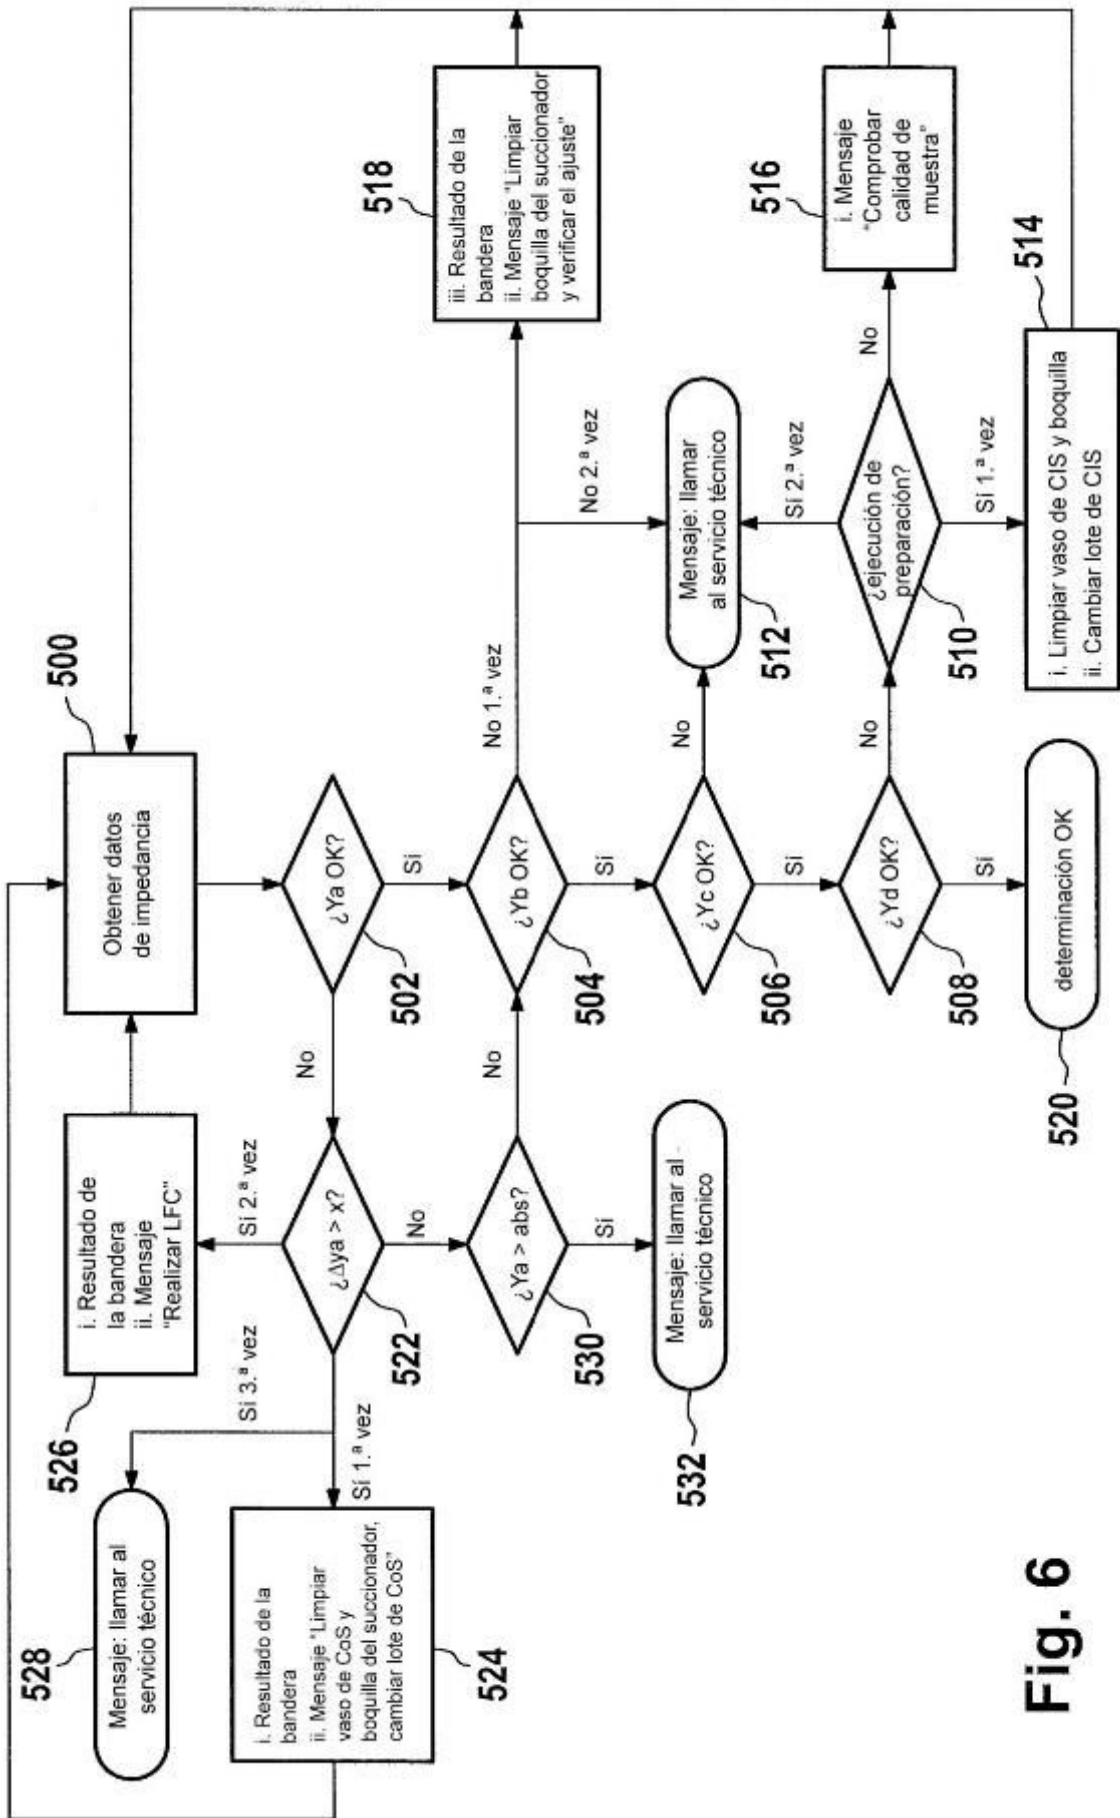 500
Obtener datos
de impedancia
526
i. Resultado de
la bandera
ii. Mensaje
“Realizar LFC”
528
Mensaje: llamar al
servicio técnico
524
i. Resultado de la
bandera
ii. Mensaje "Limpiar
vaso de CoS y
boquilla del succionador,
cambiar lote de CoS”
Sí 3.ª vez
Sí 1.ª vez
Sí 2.ª vez
¿Δya > x?
522
No
No
¿Ya OK?
502
Sí
¿Ya > abs?
530
No
Sí
Mensaje: llamar al
servicio técnico
532
¿Yb OK?
504
Sí
No 1.ª vez
No 2.ª vez
518
iii. Resultado de la
bandera
ii. Mensaje "Limpiar
boquilla del succionador
y verificar el ajuste"
¿Yc OK?
506
No
Sí
Mensaje: llamar
al servicio técnico
512
¿Yd OK?
508
No
Sí
Sí 2.ª vez
¿ejecución de
preparación?
510
No
Sí 1.ª vez
516
i. Mensaje
“Comprobar
calidad de
muestra”
514
i. Limpiar vaso de CIS y boquilla
ii. Cambiar lote de CIS
determinación OK
520
Fig. 6